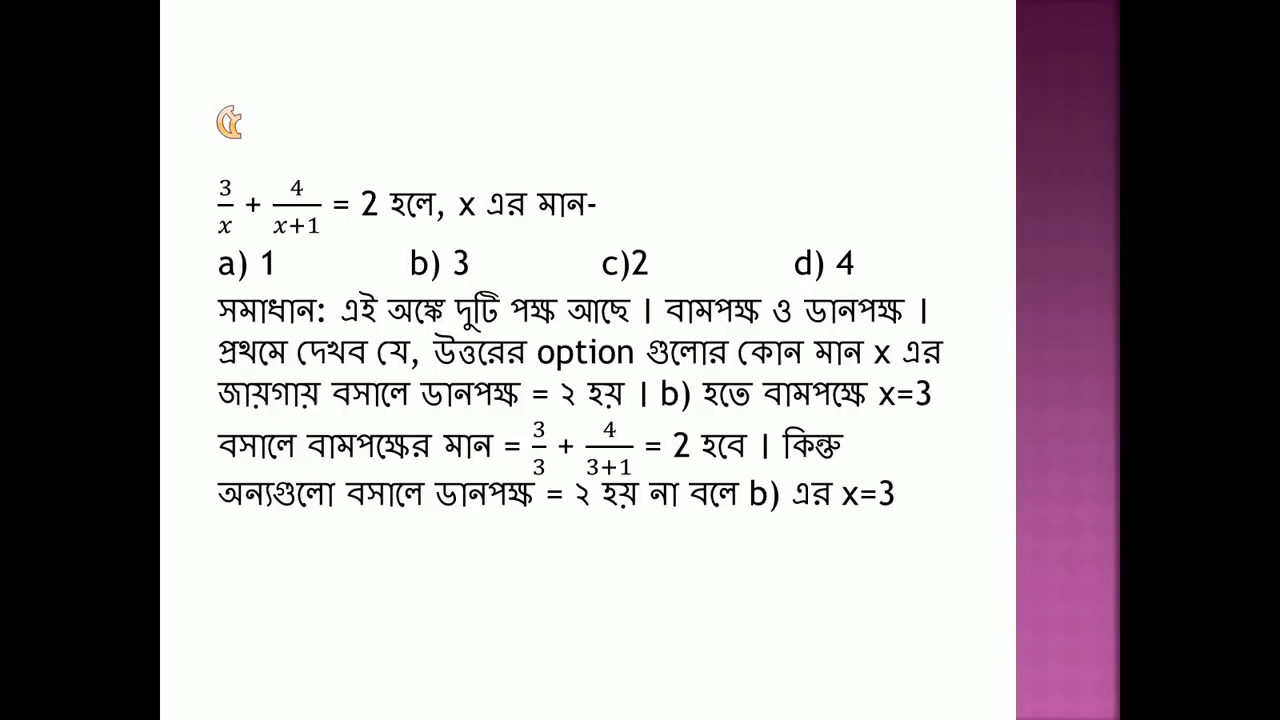 ৫
3/x + 4/(x+1) = 2 হলে, x এর মান-
a) 1 b) 3 c)2 d) 4
সমাধান: এই অঙ্কে দুটি পক্ষ আছে । বামপক্ষ ও ডানপক্ষ ।
প্রথমে দেখব যে, উত্তরের option গুলোর কোন মান x এর
জায়গায় বসালে ডানপক্ষ = ২ হয় । b) হতে বামপক্ষে x=3
বসালে বামপক্ষের মান = 3/3 + 4/(3+1) = 2 হবে । কিন্তু
অন্যগুলো বসালে ডানপক্ষ = ২ হয় না বলে b) এর x=3